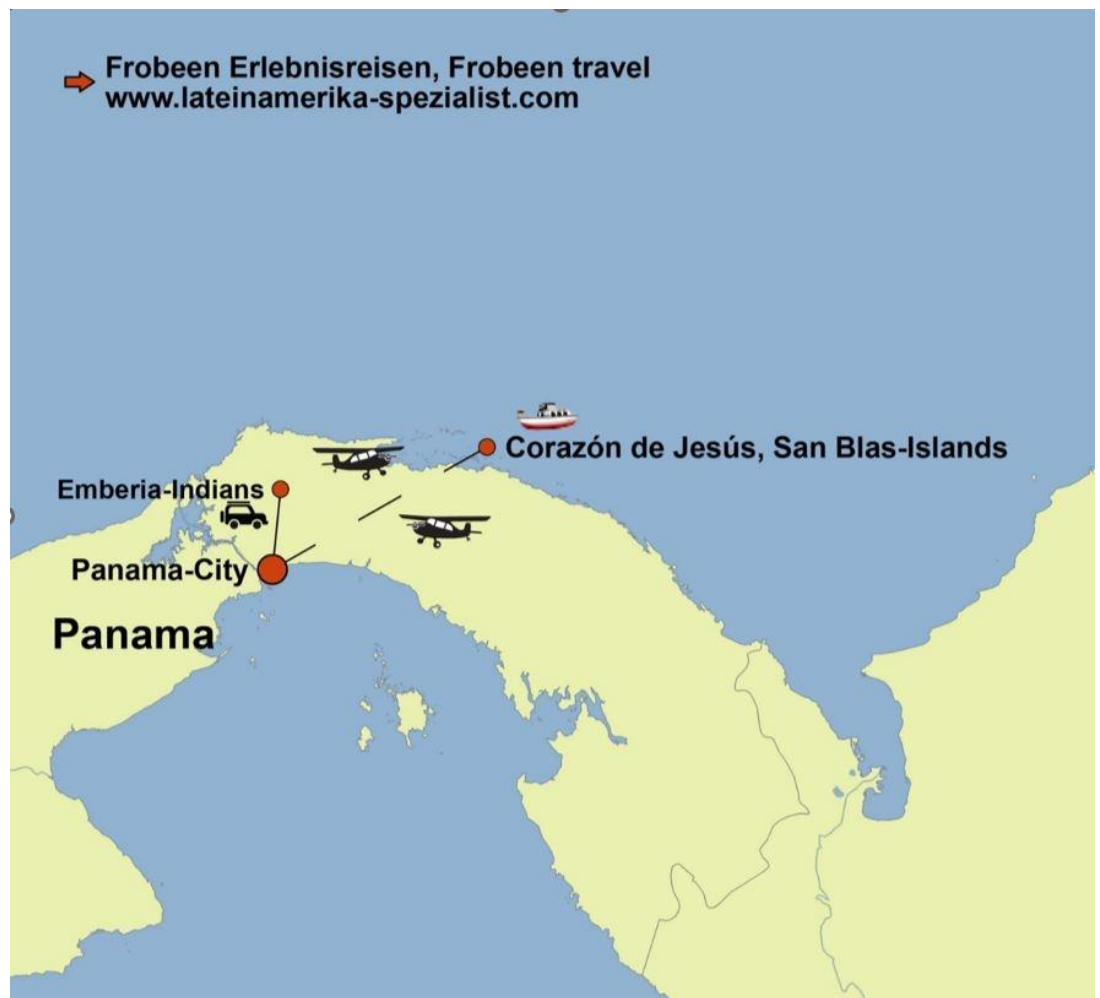 Frobeen Erlebnisreisen, Frobeen travel
www.lateinamerika-spezialist.com
Corazón de Jesús, San Blas-Islands
Emberia-Indians
Panama-City
Panama